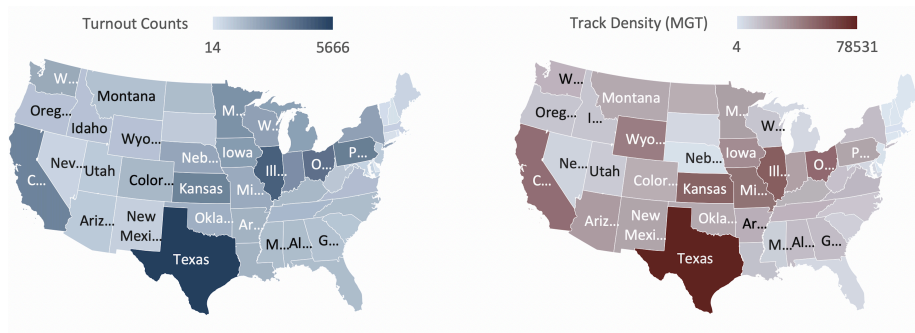 Turnout Counts
14 5666
W...
Oreg...
Montana
Idaho
Wyo...
M...
W...
Nev...
Utah
Color...
Neb...
Iowa
Ill...
O...
P...
C...
Kansas
Mi...
Ariz...
New
Mexi...
Okla...
Ar...
Texas
M...
Al...
G...
Track Density (MGT)
4 78531
W...
Oreg...
Montana
I...
Wyo...
M...
W...
Ne...
Utah
Color...
Neb...
Iowa
Ill...
O...
P...
C...
Kansas
Mi...
Ariz...
New
Mexi...
Okla...
Ar...
Texas
M...
Al...
G...